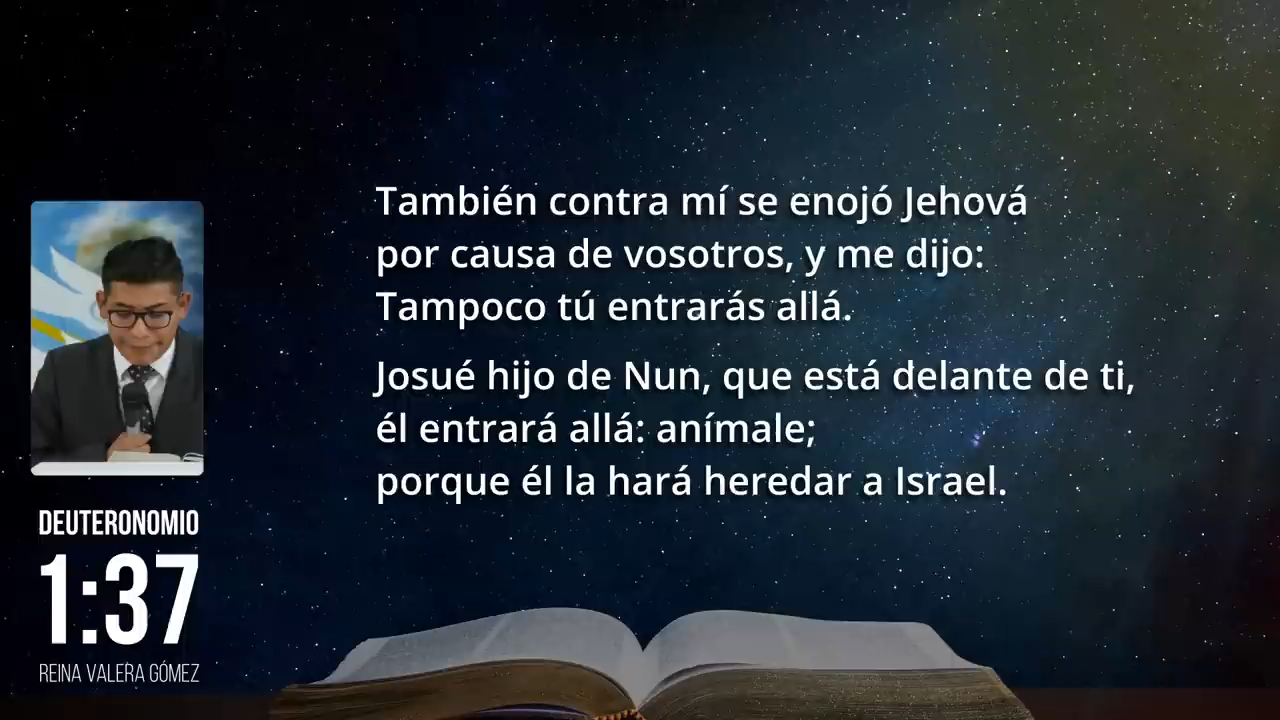 También contra mí se enojó Jehová
por causa de vosotros, y me dijo:
Tampoco tú entrarás allá.
Josué hijo de Nun, que está delante de ti,
él entrará allá: anímale;
porque él la hará heredar a Israel.
DEUTERONOMIO
1:37
REINA VALERA GÓMEZ